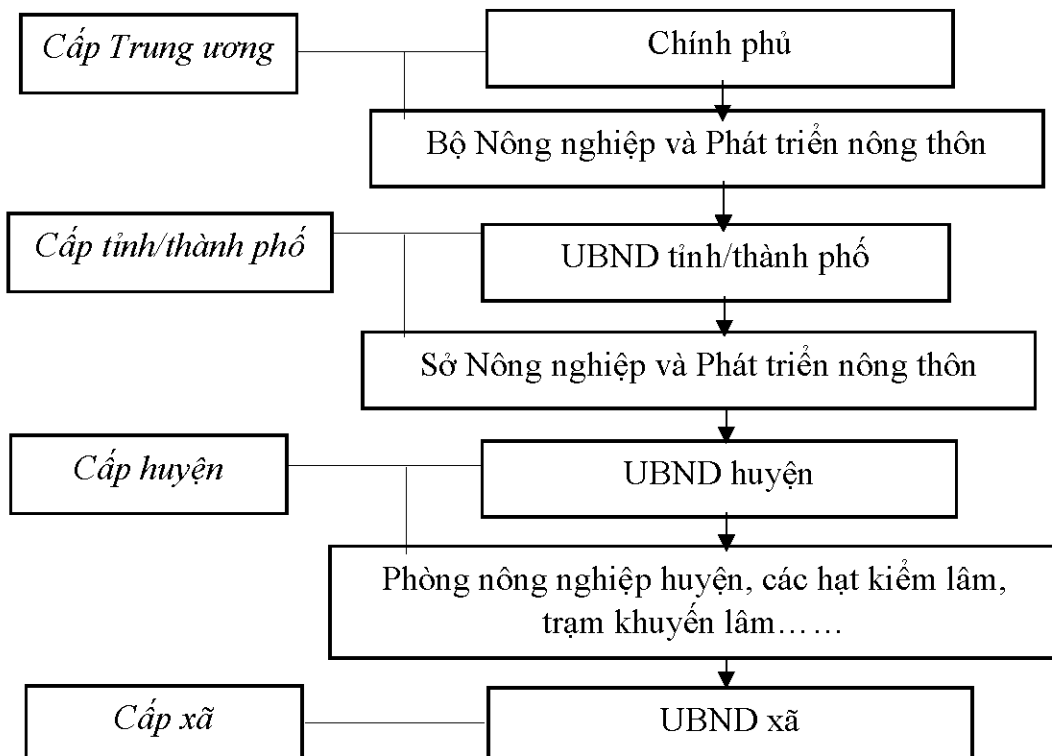 Cấp Trung ương
Chính phủ
Bộ Nông nghiệp và Phát triển nông thôn
Cấp tỉnh/thành phố
UBND tỉnh/thành phố
Sở Nông nghiệp và Phát triển nông thôn
Cấp huyện
UBND huyện
Phòng nông nghiệp huyện, các hạt kiểm lâm,
trạm khuyến lâm……
Cấp xã
UBND xã